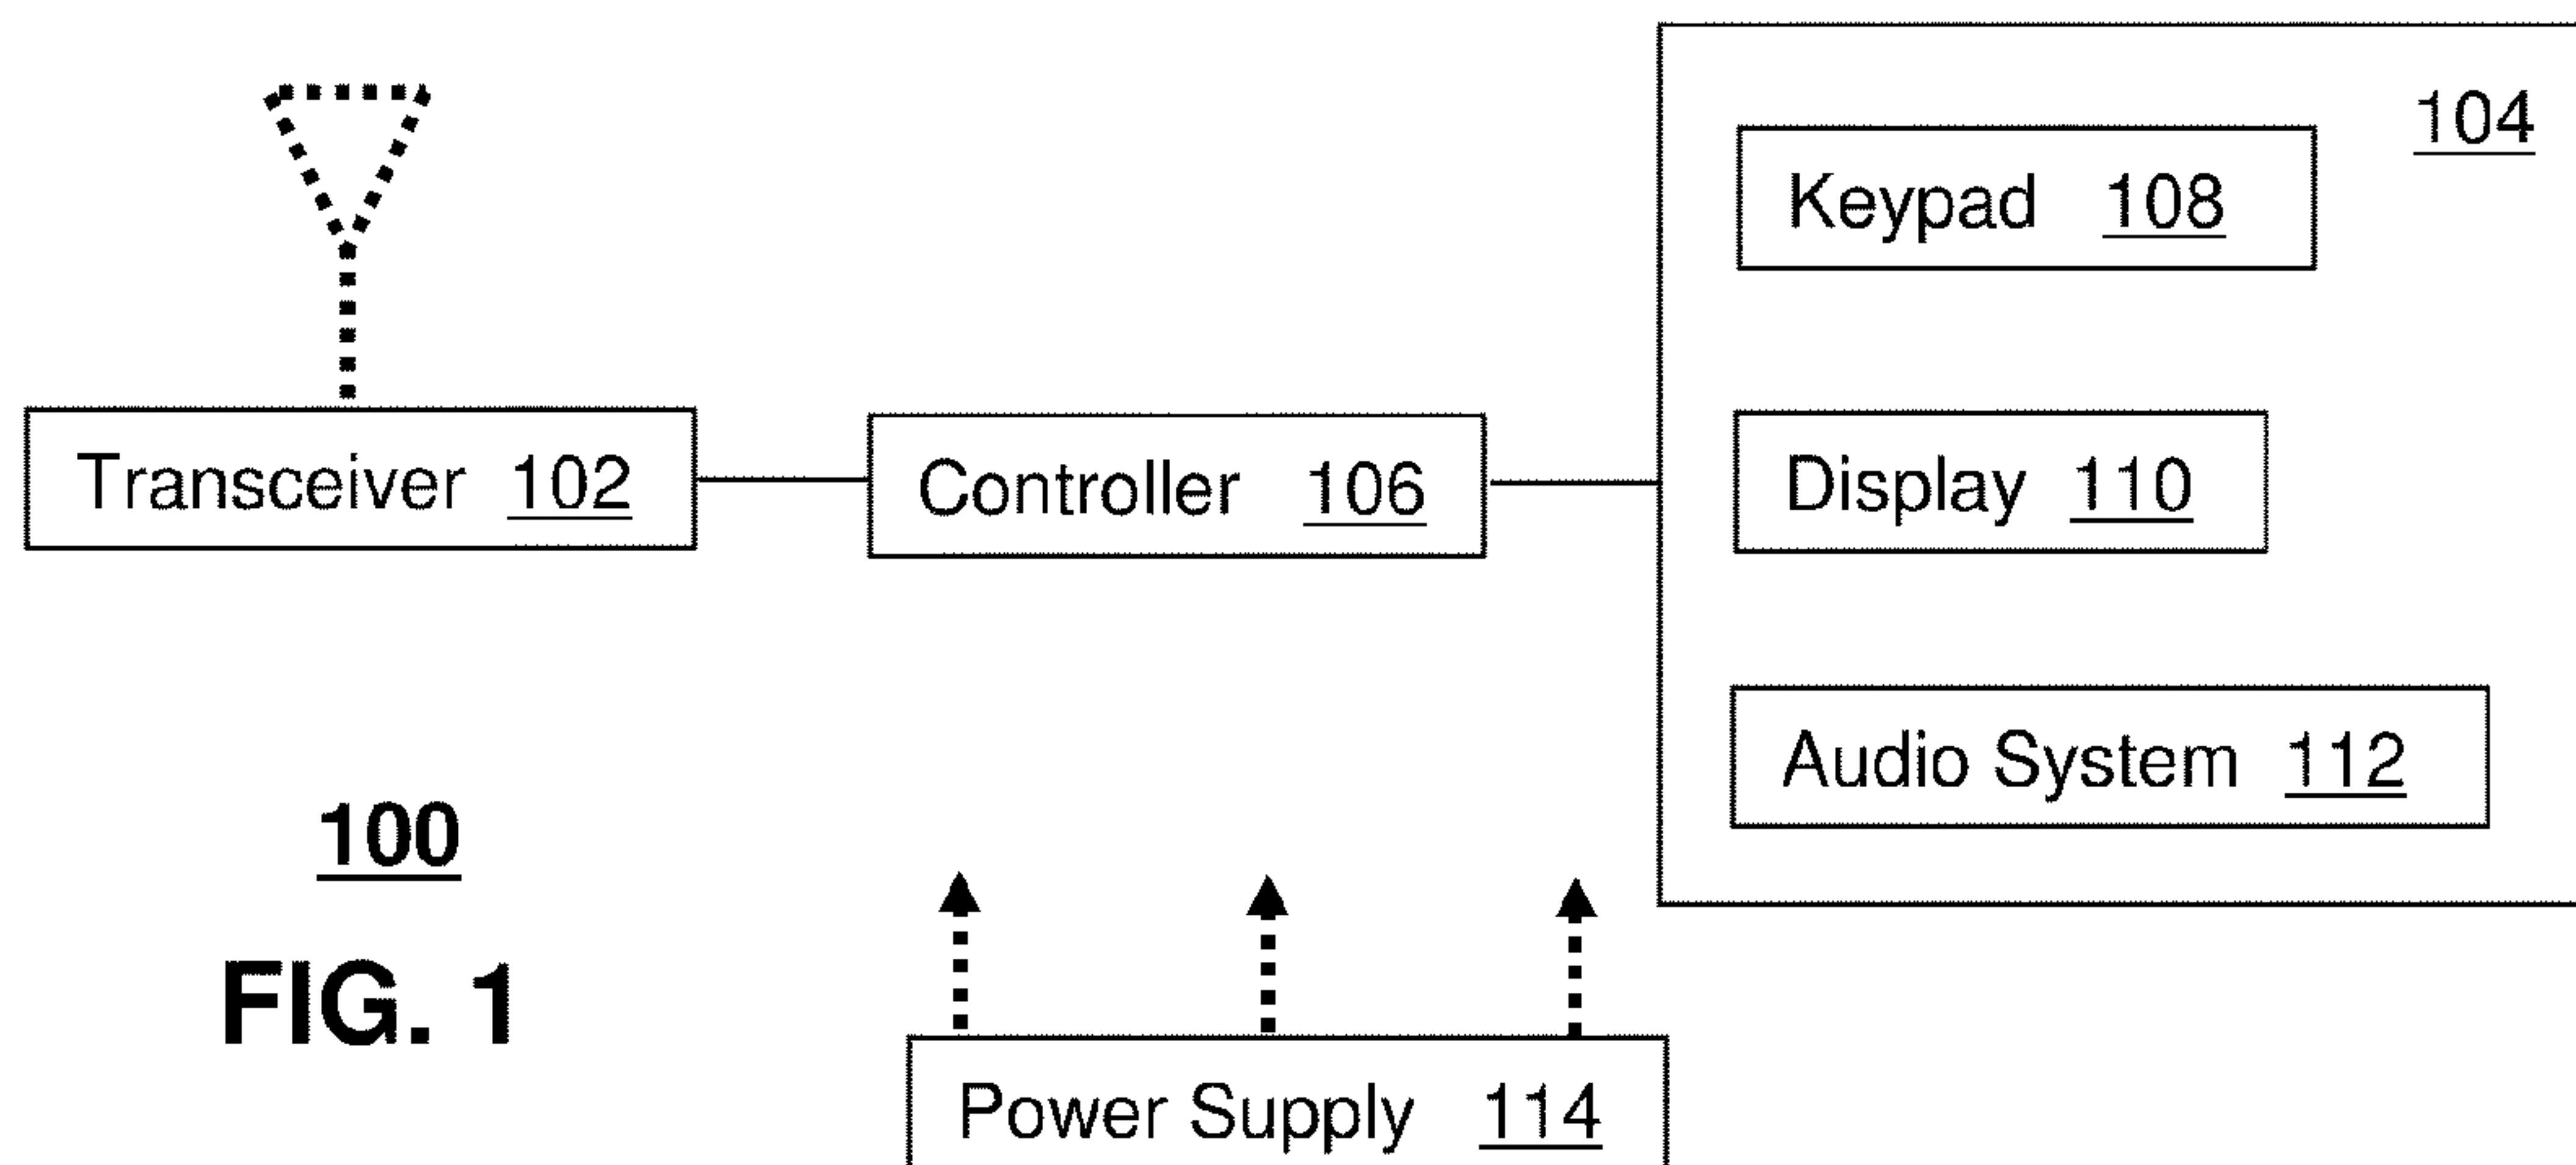 104
Keypad 108
Transceiver 102
Controller 106
Display 110
Audio System 112
100
FIG. 1
Power Supply 114